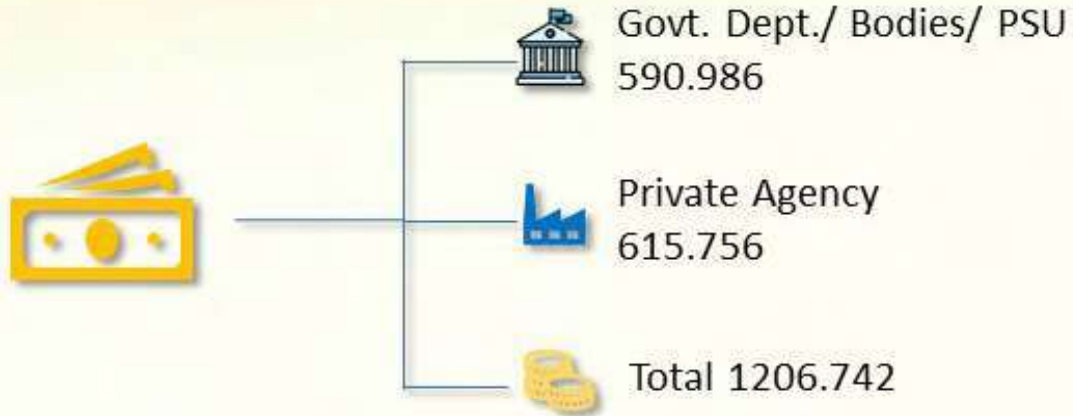 Govt. Dept./ Bodies/ PSU
590.986
Private Agency
615.756
Total 1206.742